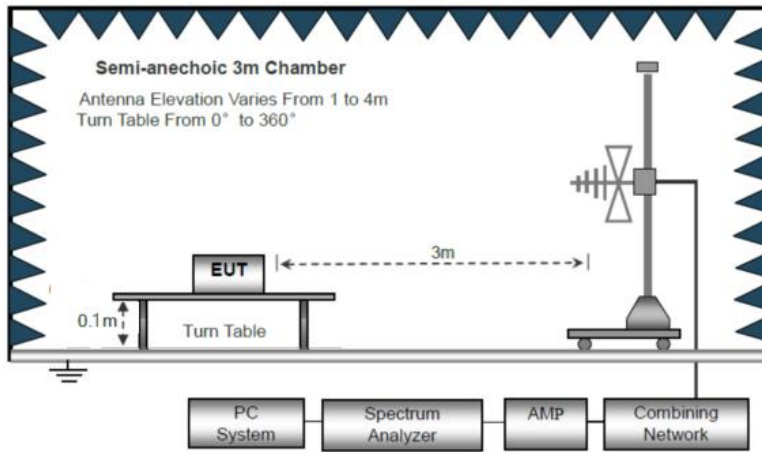 Semi-anechoic 3m Chamber
Antenna Elevation Varies From 1 to 4m
Turn Table From 0° to 360°
3m
EUT
0.1m
Turn Table
PC
System
Spectrum
Analyzer
AMP
Combining
Network